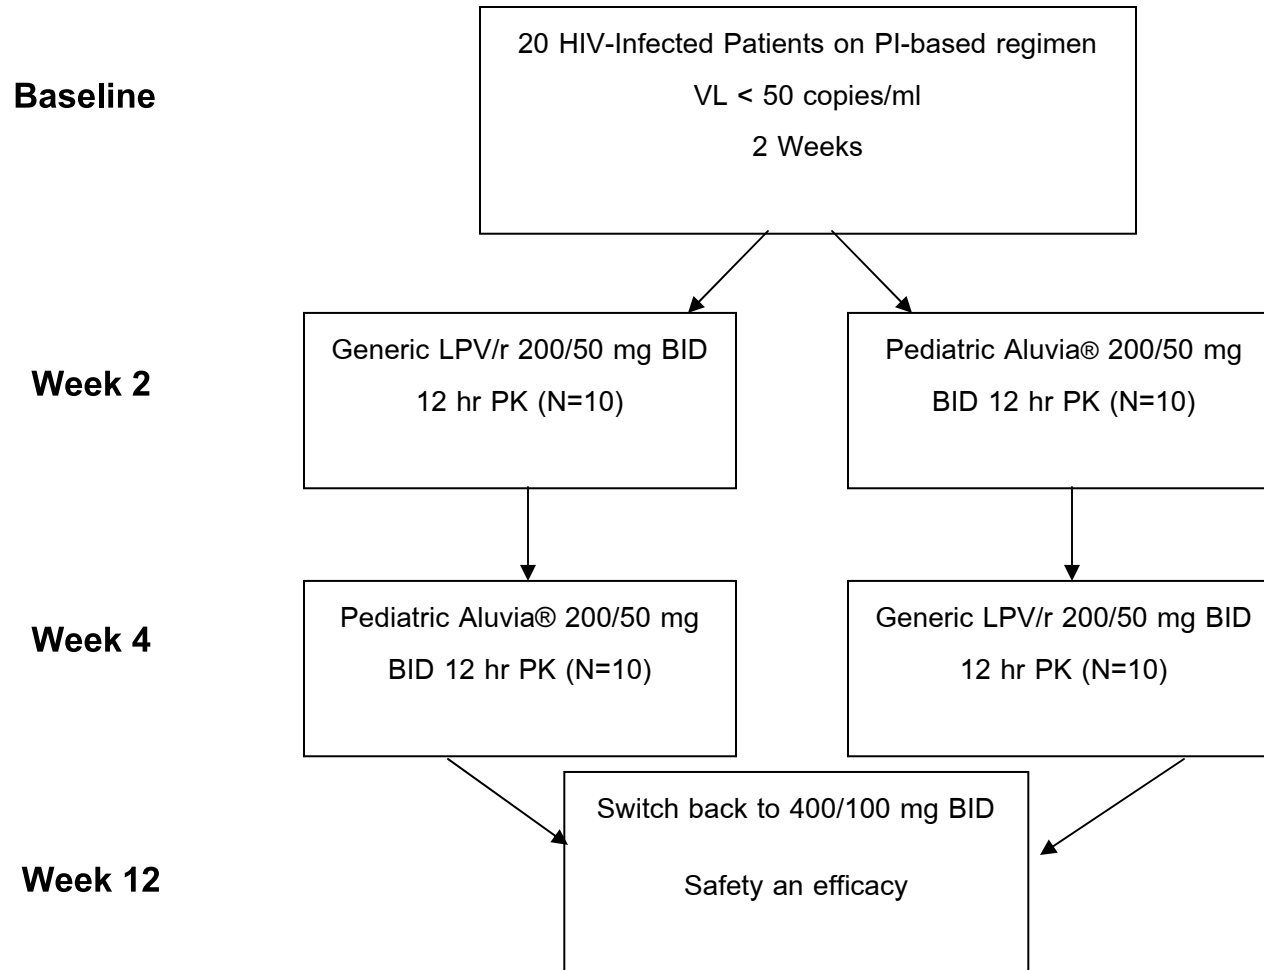 Baseline
20 HIV-Infected Patients on PI-based regimen
VL < 50 copies/ml
2 Weeks
Week 2
Generic LPV/r 200/50 mg BID
12 hr PK (N=10)
Pediatric Aluvia® 200/50 mg
BID 12 hr PK (N=10)
Week 4
Pediatric Aluvia® 200/50 mg
BID 12 hr PK (N=10)
Generic LPV/r 200/50 mg BID
12 hr PK (N=10)
Week 12
Switch back to 400/100 mg BID
Safety an efficacy